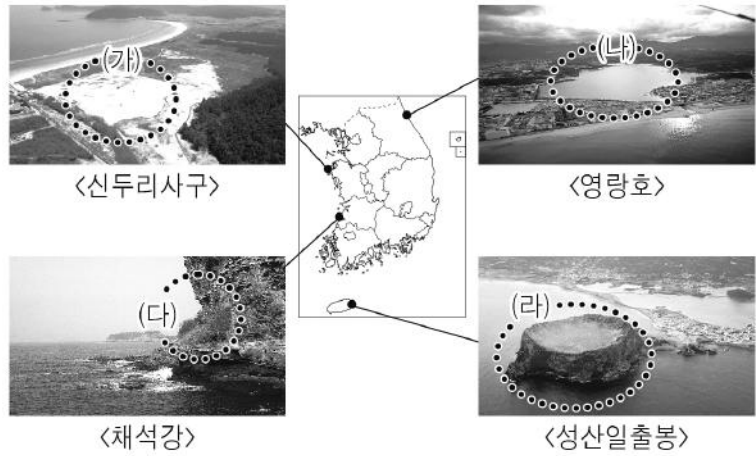 (가)
(나)
<신두리사구>
<영랑호>
(다)
(라)
<채석강>
<성산일출봉>